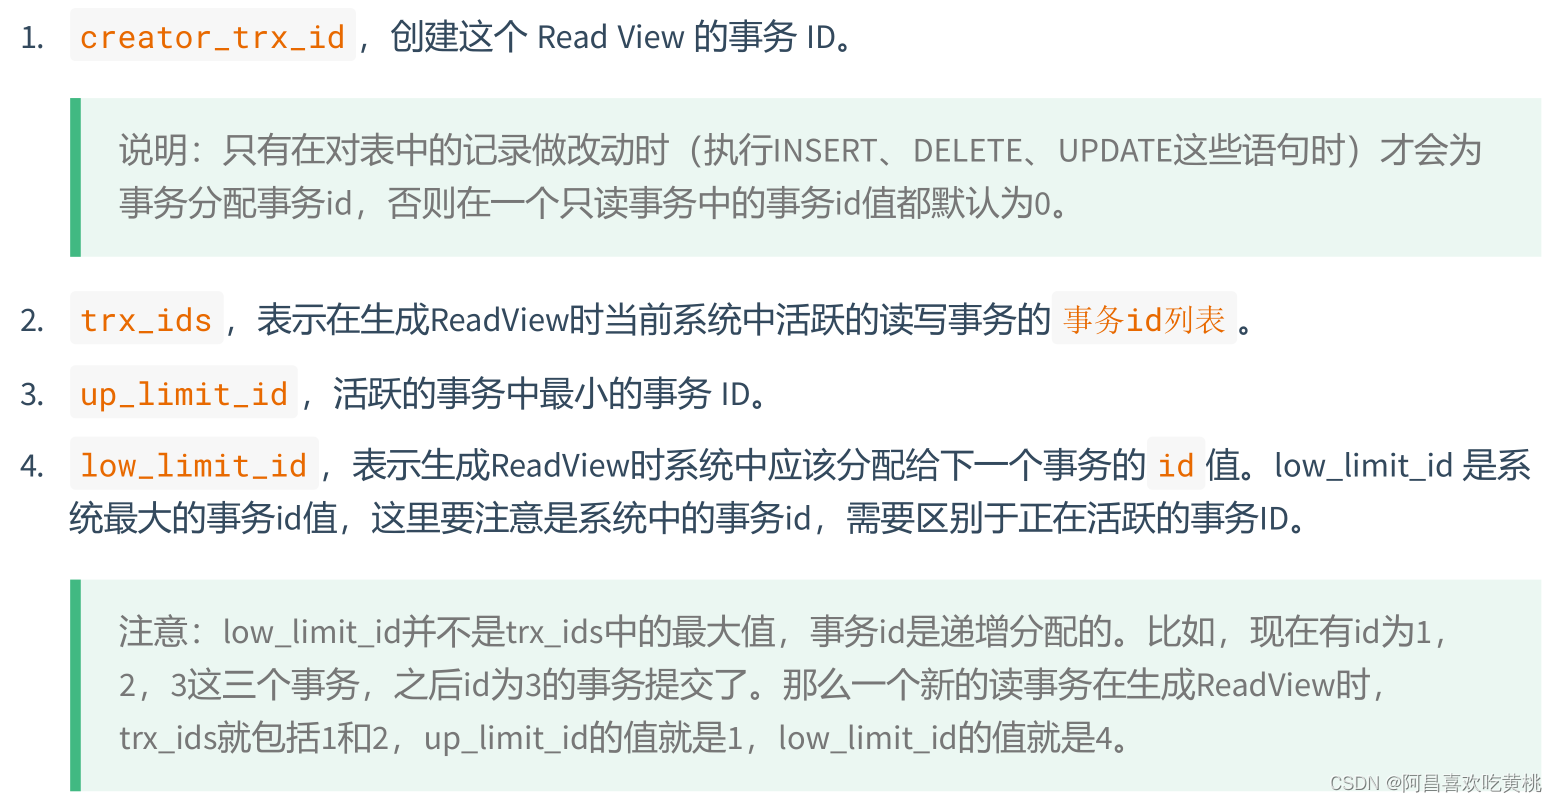 1. creator_trx_id，创建这个 Read View 的事务 ID。
说明：只有在对表中的记录做改动时（执行INSERT、DELETE、UPDATE这些语句时）才会为
事务分配事务id，否则在一个只读事务中的事务id值都默认为0。
2. trx_ids，表示在生成ReadView时当前系统中活跃的读写事务的事务id列表。
3. up_limit_id，活跃的事务中最小的事务 ID。
4. low_limit_id，表示生成ReadView时系统中应该分配给下一个事务的id值。low_limit_id 是系
统最大的事务id值，这里要注意是系统中的事务id，需要区别于正在活跃的事务ID。
注意：low_limit_id并不是trx_ids中的最大值，事务id是递增分配的。比如，现在有id为1，
2，3这三个事务，之后id为3的事务提交了。那么一个新的读事务在生成ReadView时，
trx_ids就包括1和2，up_limit_id的值就是1，low_limit_id的值就是4。
CSDN @阿昌喜欢吃黄桃